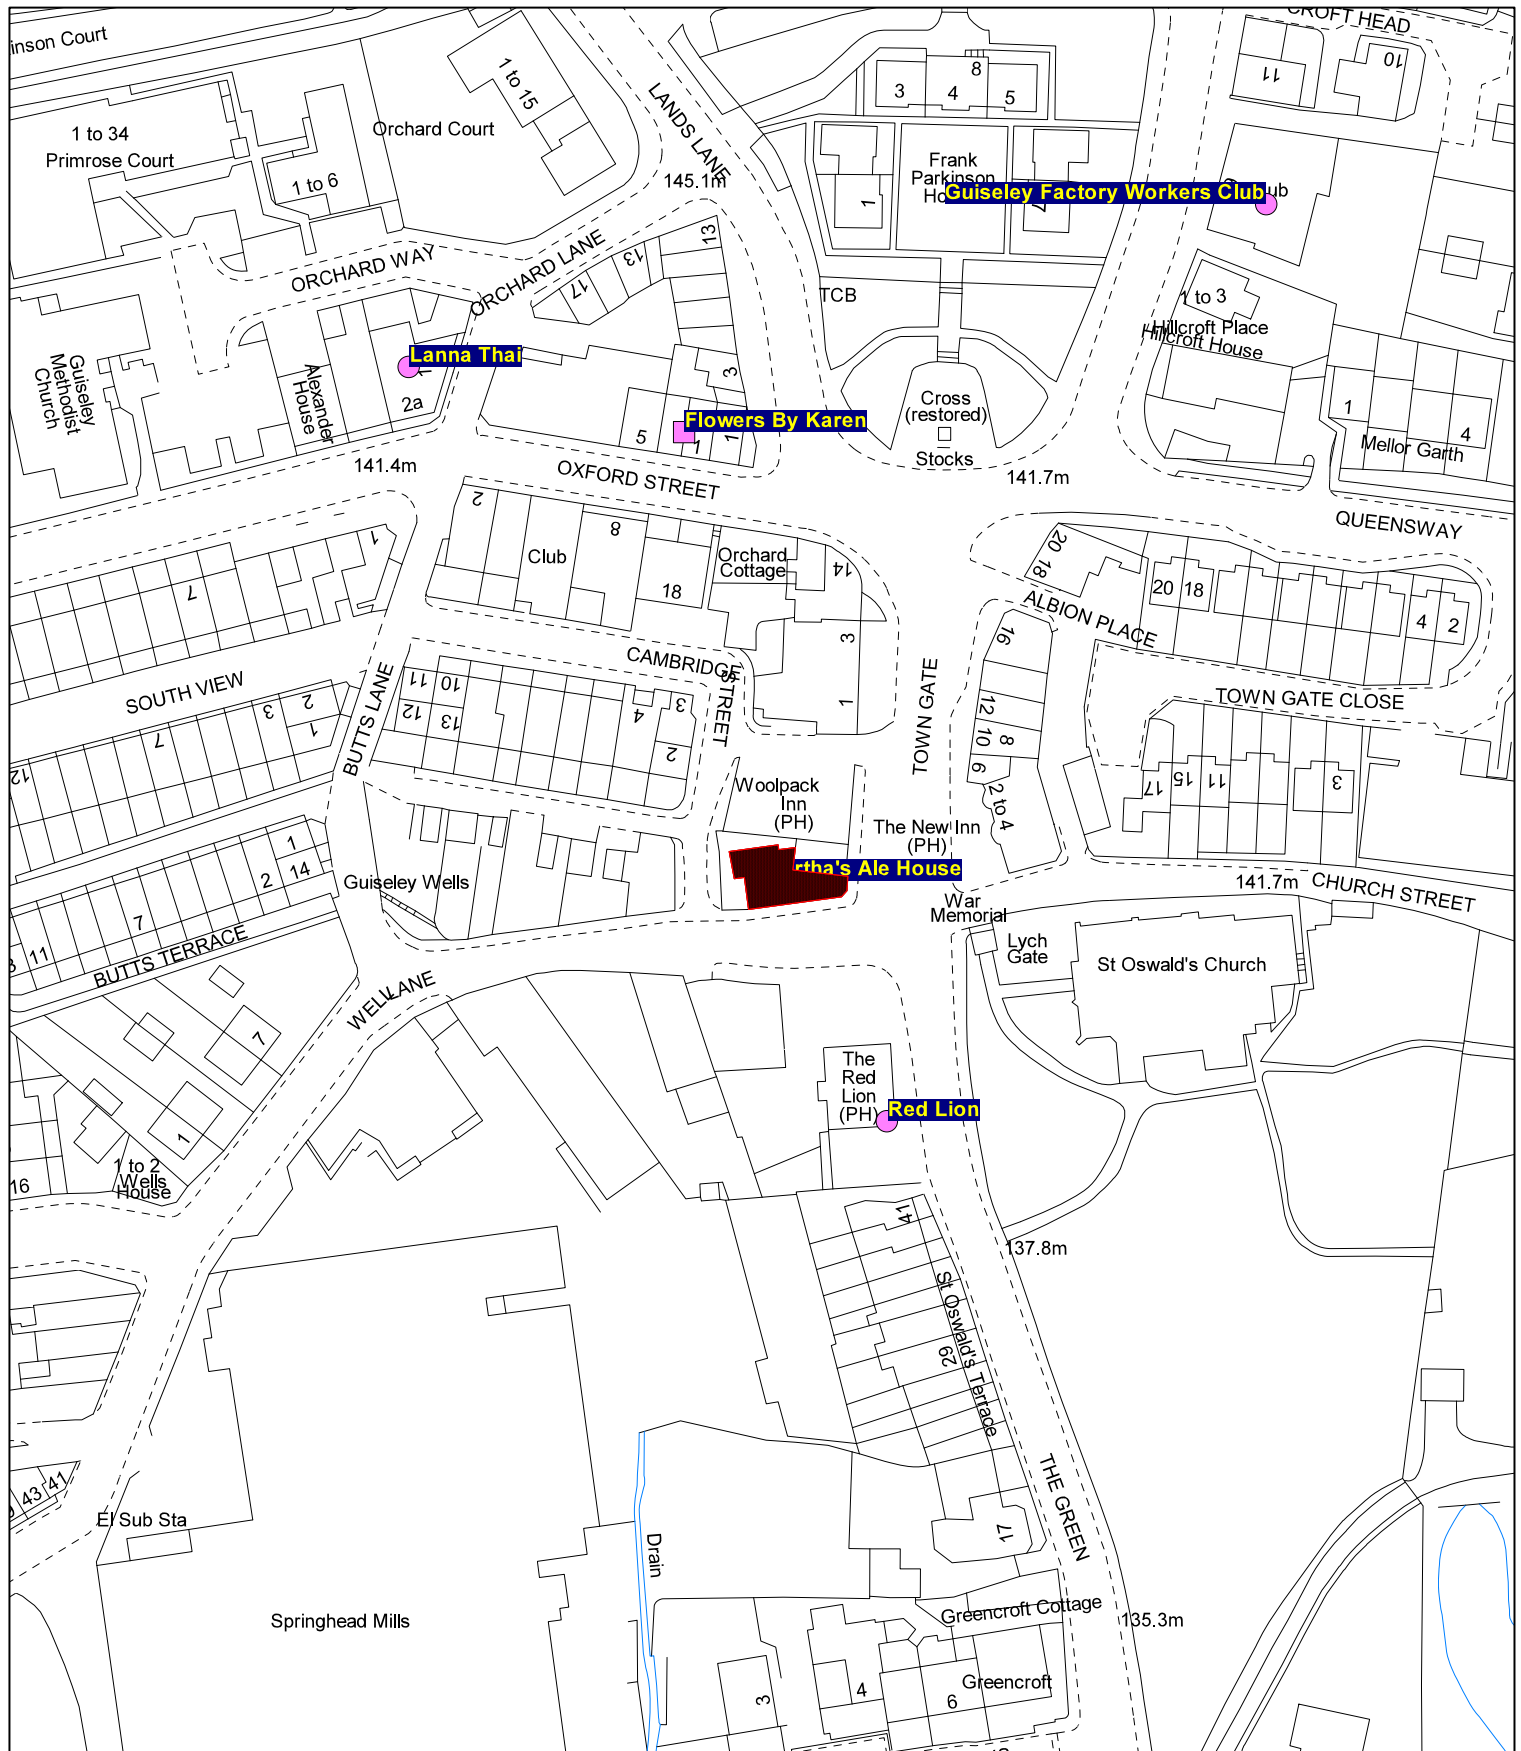 inson Court
CROFT HEAD
1 to 34
Primrose Court
Orchard Court
1 to 15
1 to 6
LANDS LANE
145.1m
8
3
4
5
11
10
Frank
Parkinson
1
7
Guiseley Factory Workers Club
ub
ORCHARD WAY
ORCHARD LANE
17
13
13
TCB
1 to 3
Hillcroft Place
Hillcroft House
Guiseley
Methodist
Church
Alexander
House
Lanna Thai
1
2a
3
Flowers By Karen
5
1
1
Cross
(restored)
Stocks
1
4
Mellor Garth
141.4m
OXFORD STREET
141.7m
QUEENSWAY
2
Club
8
18
Orchard
Cottage
14
20
18
ALBION PLACE
20
18
4
2
1
7
SOUTH VIEW
3
2
1
7
12
BUTTS LANE
11
10
12
13
CAMBRIDGE
STREET
4
3
2
3
1
TOWN GATE
16
12
10
8
6
2 to 4
TOWN GATE CLOSE
17
15
11
3
Woolpack
Inn
(PH)
The New Inn
(PH)
rtha's Ale House
1
14
2
7
11
BUTTS TERRACE
Guiseley Wells
141.7m
CHURCH STREET
War
Memorial
Lych
Gate
St Oswald's Church
WELL LANE
7
1
1 to 2
Wells
House
16
The
Red
Lion
(PH)
Red Lion
41
137.8m
St Oswald's Terrace
29
43
41
El Sub Sta
Drain
THE GREEN
17
Springhead Mills
Greencroft Cottage
135.3m
3
4
6
Greencroft